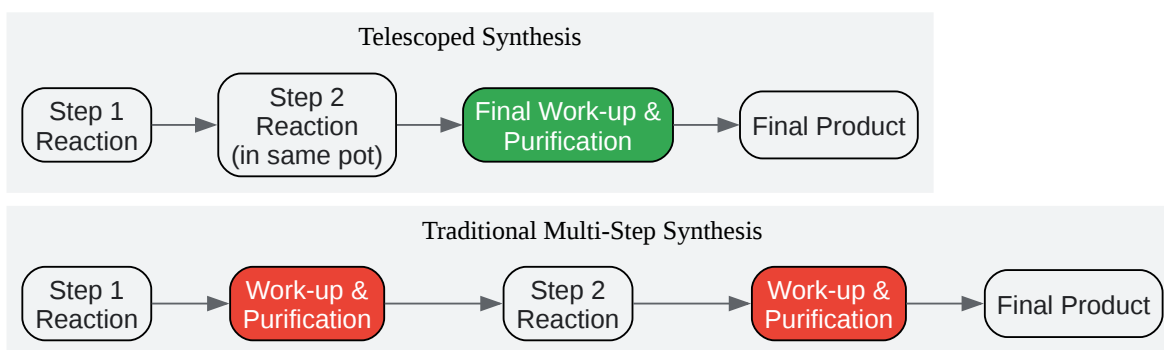 Telescoped Synthesis
Step 1
Reaction
Step 2
Reaction
(in same pot)
Final Work-up &
Purification
Final Product
Traditional Multi-Step Synthesis
Step 1
Reaction
Work-up &
Purification
Step 2
Reaction
Work-up &
Purification
Final Product